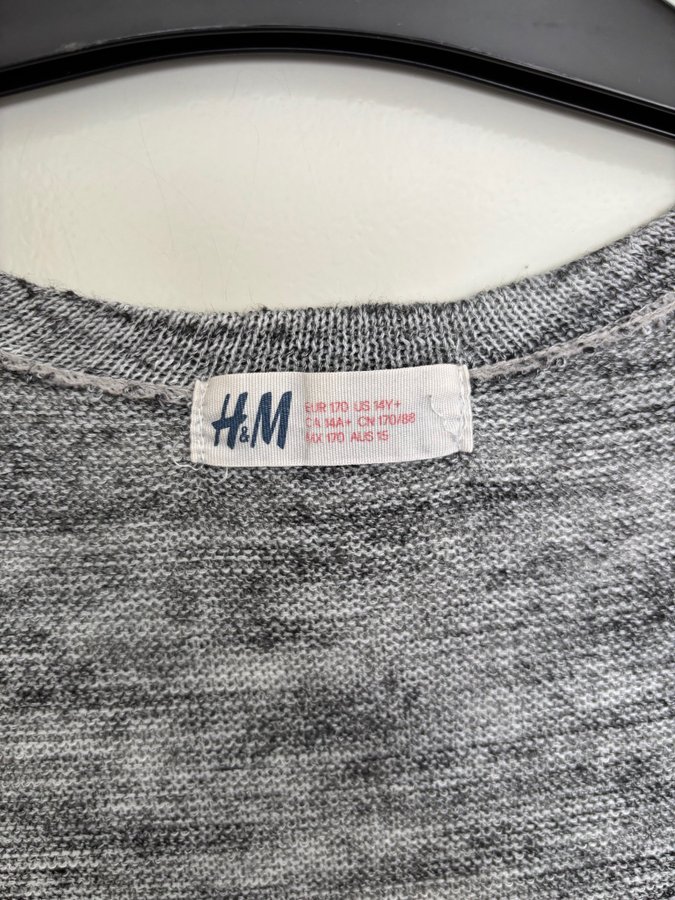 H&M
EUR 170 US 14Y+
CA 14A+ CN 170/88
MX 170 AUS 15